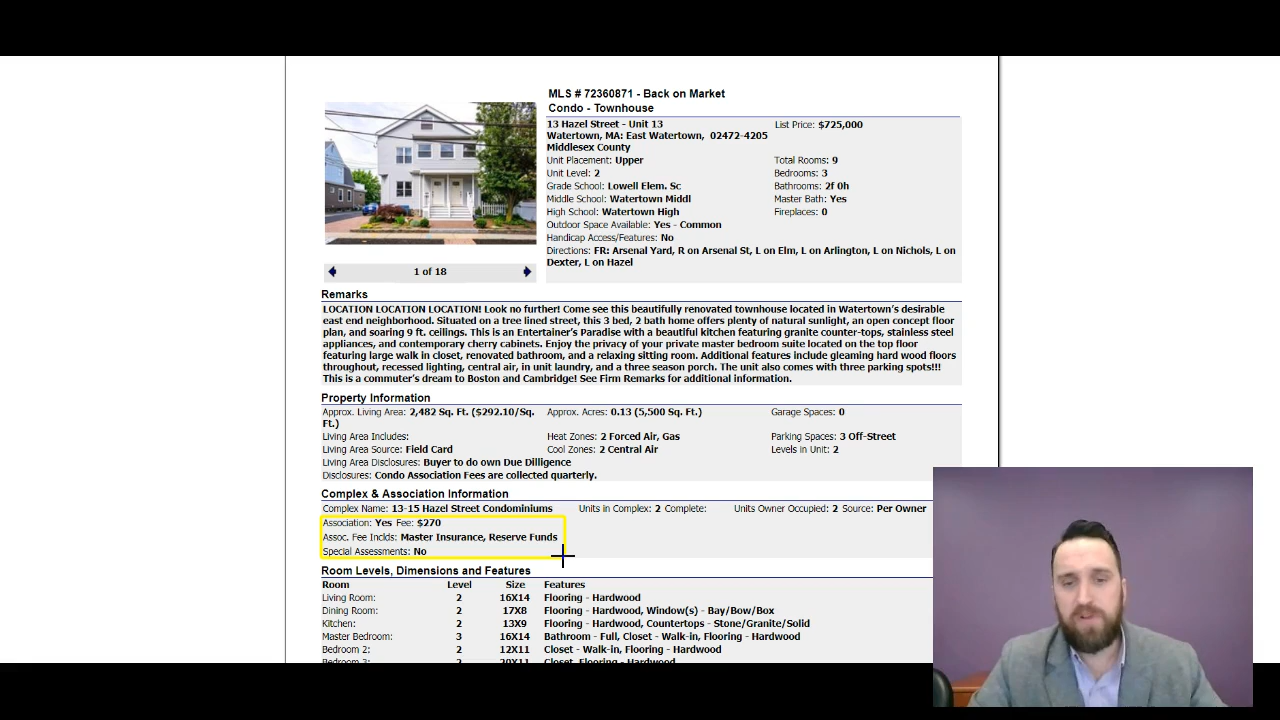 MLS # 72360871 - Back on Market
Condo - Townhouse
13 Hazel Street - Unit 13 List Price: $725,000
Watertown, MA: East Watertown, 02472-4205
Middlesex County
Unit Placement: Upper Total Rooms: 9
Unit Level: 2 Bedrooms: 3
Grade School: Lowell Elem. Sc Bathrooms: 2f 0h
Middle School: Watertown Middl Master Bath: Yes
High School: Watertown High Fireplaces: 0
Outdoor Space Available: Yes - Common
Handicap Access/Features: No
Directions: FR: Arsenal Yard, R on Arsenal St, L on Elm, L on Arlington, L on Nichols, L on
Dexter, L on Hazel
1 of 18
Remarks
LOCATION LOCATION LOCATION! Look no further! Come see this beautifully renovated townhouse located in Watertown's desirable
east end neighborhood. Situated on a tree lined street, this 3 bed, 2 bath home offers plenty of natural sunlight, an open concept floor
plan, and soaring 9 ft. ceilings. This is an Entertainer's Paradise with a beautiful kitchen featuring granite counter-tops, stainless steel
appliances, and contemporary cherry cabinets. Enjoy the privacy of your private master bedroom suite located on the top floor
featuring large walk in closet, renovated bathroom, and a relaxing sitting room. Additional features include gleaming hard wood floors
throughout, recessed lighting, central air, in unit laundry, and a three season porch. The unit also comes with three parking spots!!!
This is a commuter's dream to Boston and Cambridge! See Firm Remarks for additional information.
Property Information
Approx. Living Area: 2,482 Sq. Ft. ($292.10/Sq. Approx. Acres: 0.13 (5,500 Sq. Ft.) Garage Spaces: 0
Ft.)
Living Area Includes: Heat Zones: 2 Forced Air, Gas Parking Spaces: 3 Off-Street
Living Area Source: Field Card Cool Zones: 2 Central Air Levels in Unit: 2
Living Area Disclosures: Buyer to do own Due Dilligence
Disclosures: Condo Association Fees are collected quarterly.
Complex & Association Information
Complex Name: 13-15 Hazel Street Condominiums Units in Complex: 2 Complete: Units Owner Occupied: 2 Source: Per Owner
Association: Yes Fee: $270
Assoc. Fee Inclds: Master Insurance, Reserve Funds
Special Assessments: No
Room Levels, Dimensions and Features
Room Level Size Features
Living Room: 2 16X14 Flooring - Hardwood
Dining Room: 2 17X8 Flooring - Hardwood, Window(s) - Bay/Bow/Box
Kitchen: 2 13X9 Flooring - Hardwood, Countertops - Stone/Granite/Solid
Master Bedroom: 3 16X14 Bathroom - Full, Closet - Walk-in, Flooring - Hardwood
Bedroom 2: 2 12X11 Closet - Walk-in, Flooring - Hardwood
Bedroom 3: 2 20X11 Closet, Flooring - Hardwood